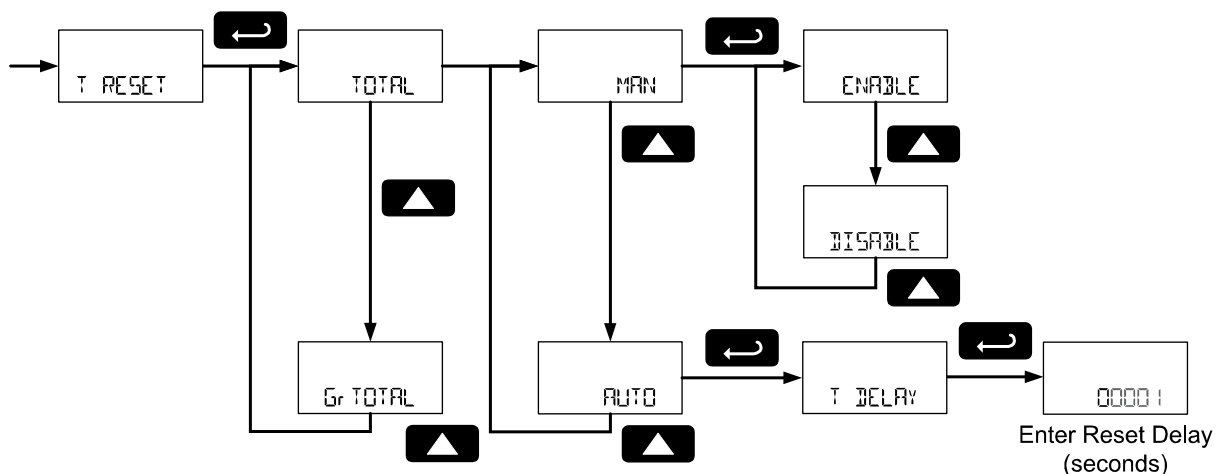 T RESET
TOTAL
MAN
ENABLE
DISABLE
Gr TOTAL
AUTO
T DELAY
00001
Enter Reset Delay
(seconds)